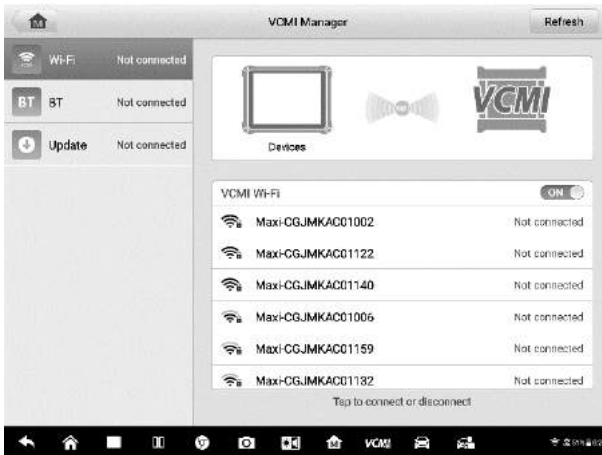 VCMI Manager
Refresh
Wi-Fi Not connected
BT BT Not connected
Update Not connected
VCMI
Devices
VCMI Wi-Fi ON
Maxi-CGJMKAC01002 Not connected
Maxi-CGJMKAC01122 Not connected
Maxi-CGJMKAC01140 Not connected
Maxi-CGJMKAC01006 Not connected
Maxi-CGJMKAC01159 Not connected
Maxi-CGJMKAC01132 Not connected
Tap to connect or disconnect
VCMI